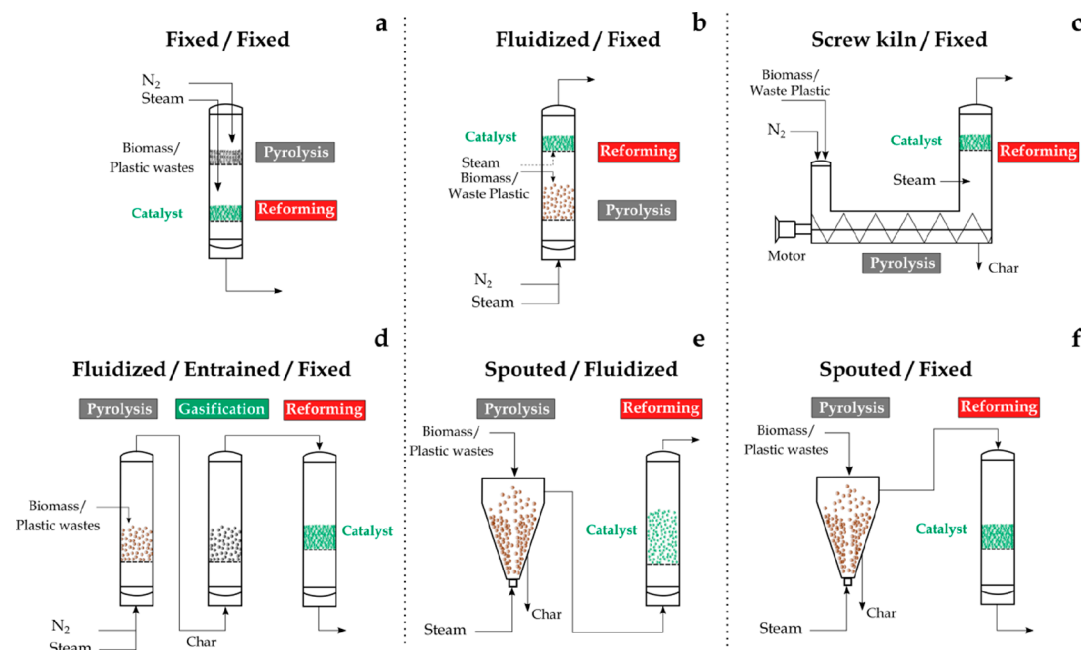 a
Fixed / Fixed
N2
Steam
Biomass/
Plastic wastes
Pyrolysis
Catalyst
Reforming
b
Fluidized / Fixed
Catalyst
Reforming
Steam
Biomass/
Waste Plastic
Pyrolysis
N2
Steam
c
Screw kiln / Fixed
Biomass/
Waste Plastic
N2
Catalyst
Reforming
Steam
Motor
Pyrolysis
Char
d
Fluidized / Entrained / Fixed
Pyrolysis
Gasification
Reforming
Biomass/
Plastic wastes
Catalyst
N2
Steam
Char
e
Spouted / Fluidized
Pyrolysis
Reforming
Biomass/
Plastic wastes
Catalyst
Char
Steam
f
Spouted / Fixed
Pyrolysis
Reforming
Biomass/
Plastic wastes
Catalyst
Char
Steam